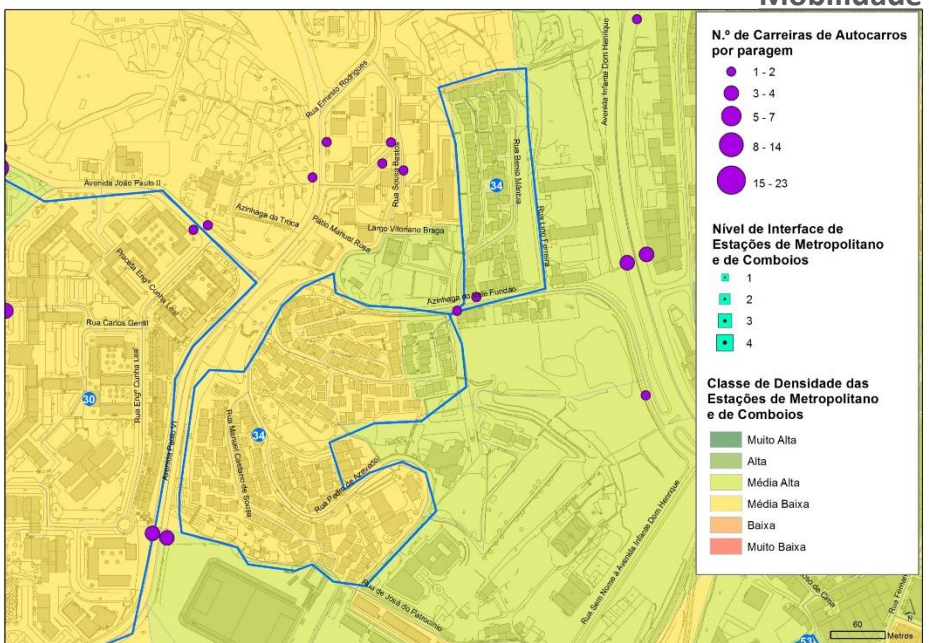 Mobilidade
N.º de Carreiras de Autocarros
por paragem
1 - 2
3 - 4
5 - 7
8 - 14
15 - 23
Nível de Interface de
Estações de Metropolitano
e de Comboios
1
2
3
4
Classe de Densidade das
Estações de Metropolitano
e de Comboios
Muito Alta
Alta
Média Alta
Média Baixa
Baixa
Muito Baixa
Avenida Infante Dom Henrique
Rua Ernesto Rodrigues
Rua Sousa Bastos
Rua Bento Mântua
34
Avenida João Paulo II
Azinhaga da Troca
Pátio Manuel Rosa
Largo Vitoriano Braga
Praceta Engº Cunha Leal
Azinhaga do Vale Fundão
Rua Carlos Gentil
Rua Engº Cunha Leal
30
Avenida Paulo VI
34
Rua Manuel Caetano de Sousa
Rua Pedro de Azevedo
Rua de José do Patrocínio
Rua Sem Nome à Avenida Infante Dom Henrique
53
N
60
Metros